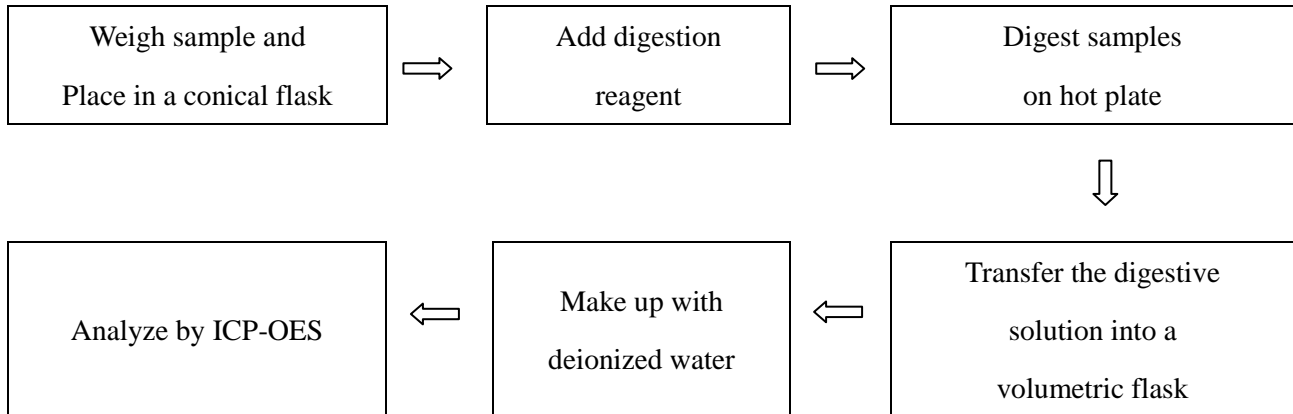 Weigh sample and
Place in a conical flask
Add digestion
reagent
Digest samples
on hot plate
Transfer the digestive
solution into a
volumetric flask
Make up with
deionized water
Analyze by ICP-OES